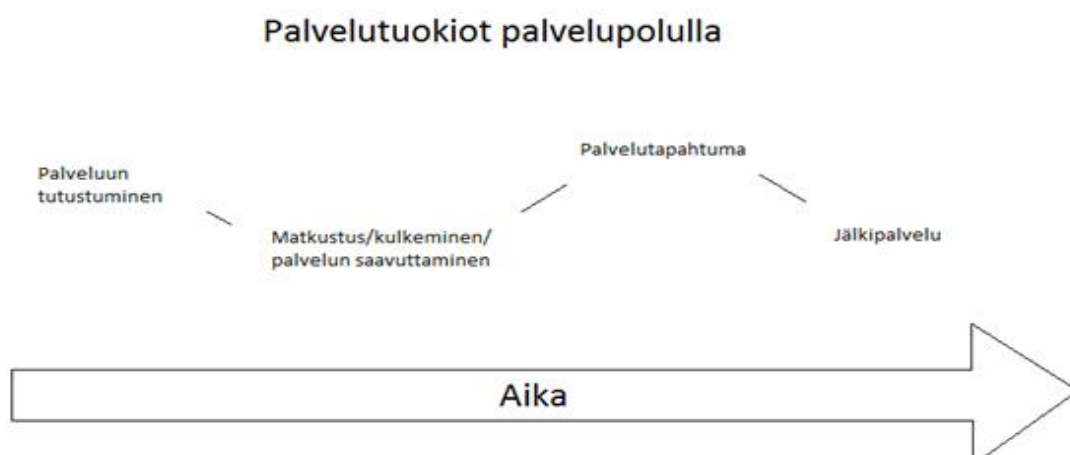 Palvelutuokiot palvelupolulla
Palveluun
tutustuminen
Matkustus/kulkeminen/
palvelun saavuttaminen
Palvelutapahtuma
Jälkipalvelu
Aika